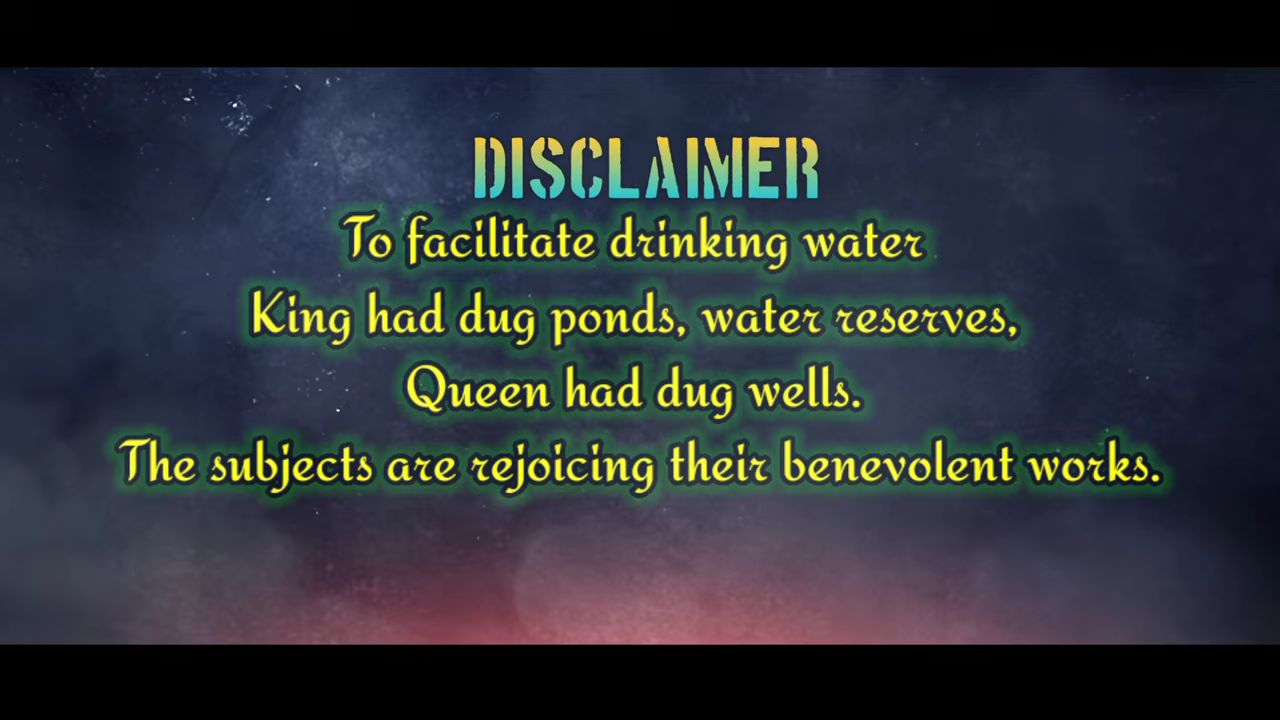 DISCLAIMER
To facilitate drinking water
King had dug ponds, water reserves,
Queen had dug wells.
The subjects are rejoicing their benevolent works.